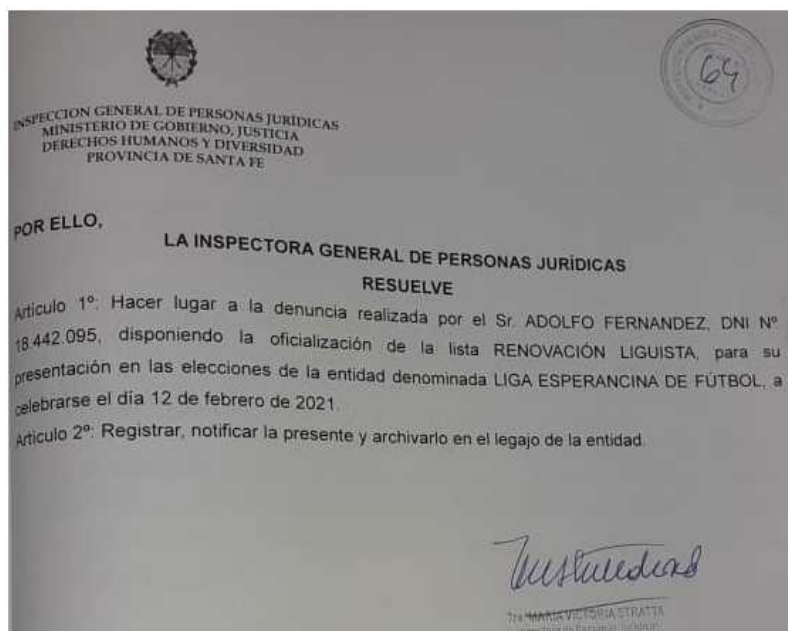 64
INSPECCION GENERAL DE PERSONAS JURÍDICAS
MINISTERIO DE GOBIERNO, JUSTICIA
DERECHOS HUMANOS Y DIVERSIDAD
PROVINCIA DE SANTA FE
POR ELLO,
LA INSPECTORA GENERAL DE PERSONAS JURÍDICAS
RESUELVE
Artículo 1º: Hacer lugar a la denuncia realizada por el Sr. ADOLFO FERNANDEZ, DNI Nº
18.442.095, disponiendo la oficialización de la lista RENOVACIÓN LIGUISTA, para su
presentación en las elecciones de la entidad denominada LIGA ESPERANCINA DE FÚTBOL, a
celebrarse el día 12 de febrero de 2021.
Artículo 2º: Registrar, notificar la presente y archivarlo en el legajo de la entidad.
MARIA VICTORIA STRATTA